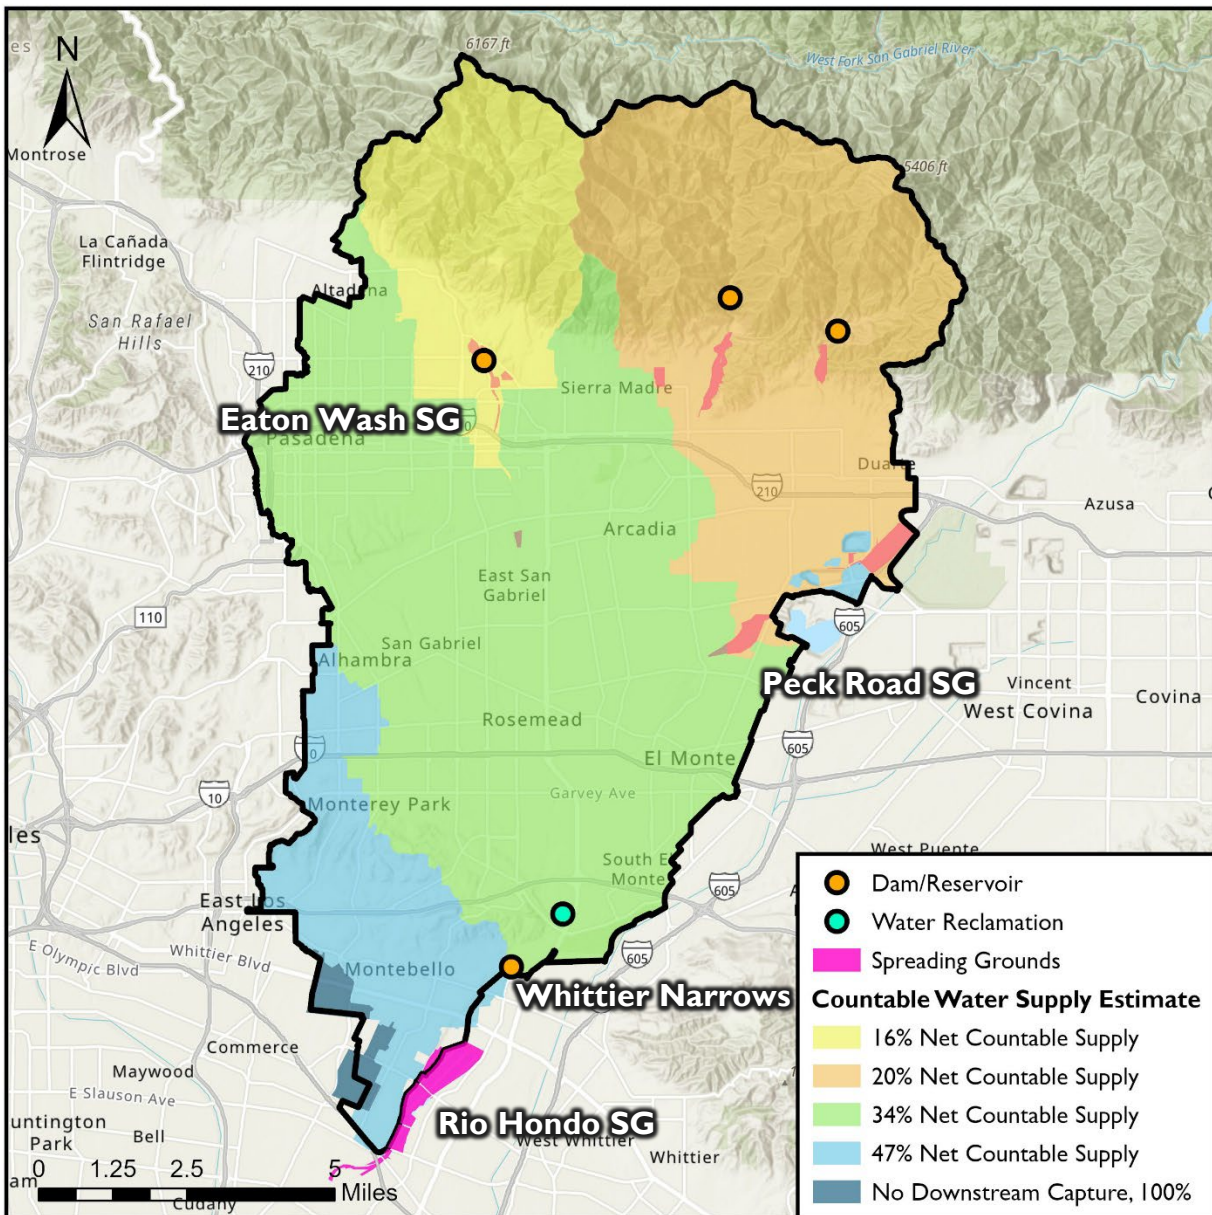 6167 ft
West Fork San Gabriel River
N
Montrose
5406 ft
La Cañada
Flintridge
Altadena
San Rafael
Hills
210
Sierra Madre
Eaton Wash SG
Pasadena
Duarte
210
Azusa
Arcadia
East San
Gabriel
110
605
San Gabriel
Alhambra
Peck Road SG
Vincent
West Covina
Covina
Rosemead
605
El Monte
10
Monterey Park
Garvey Ave
West Puente
South El
Monte
605
East Los
Angeles
E Olympic Blvd
Whittier Blvd
605
Montebello
Whittier Narrows
Commerce
Maywood
E Slauson Ave
Rio Hondo SG
Bell
Park
West Whittier
Whittier
0 1.25 2.5 5
Miles
Cudahy
Dam/Reservoir
Water Reclamation
Spreading Grounds
Countable Water Supply Estimate
16% Net Countable Supply
20% Net Countable Supply
34% Net Countable Supply
47% Net Countable Supply
No Downstream Capture, 100%